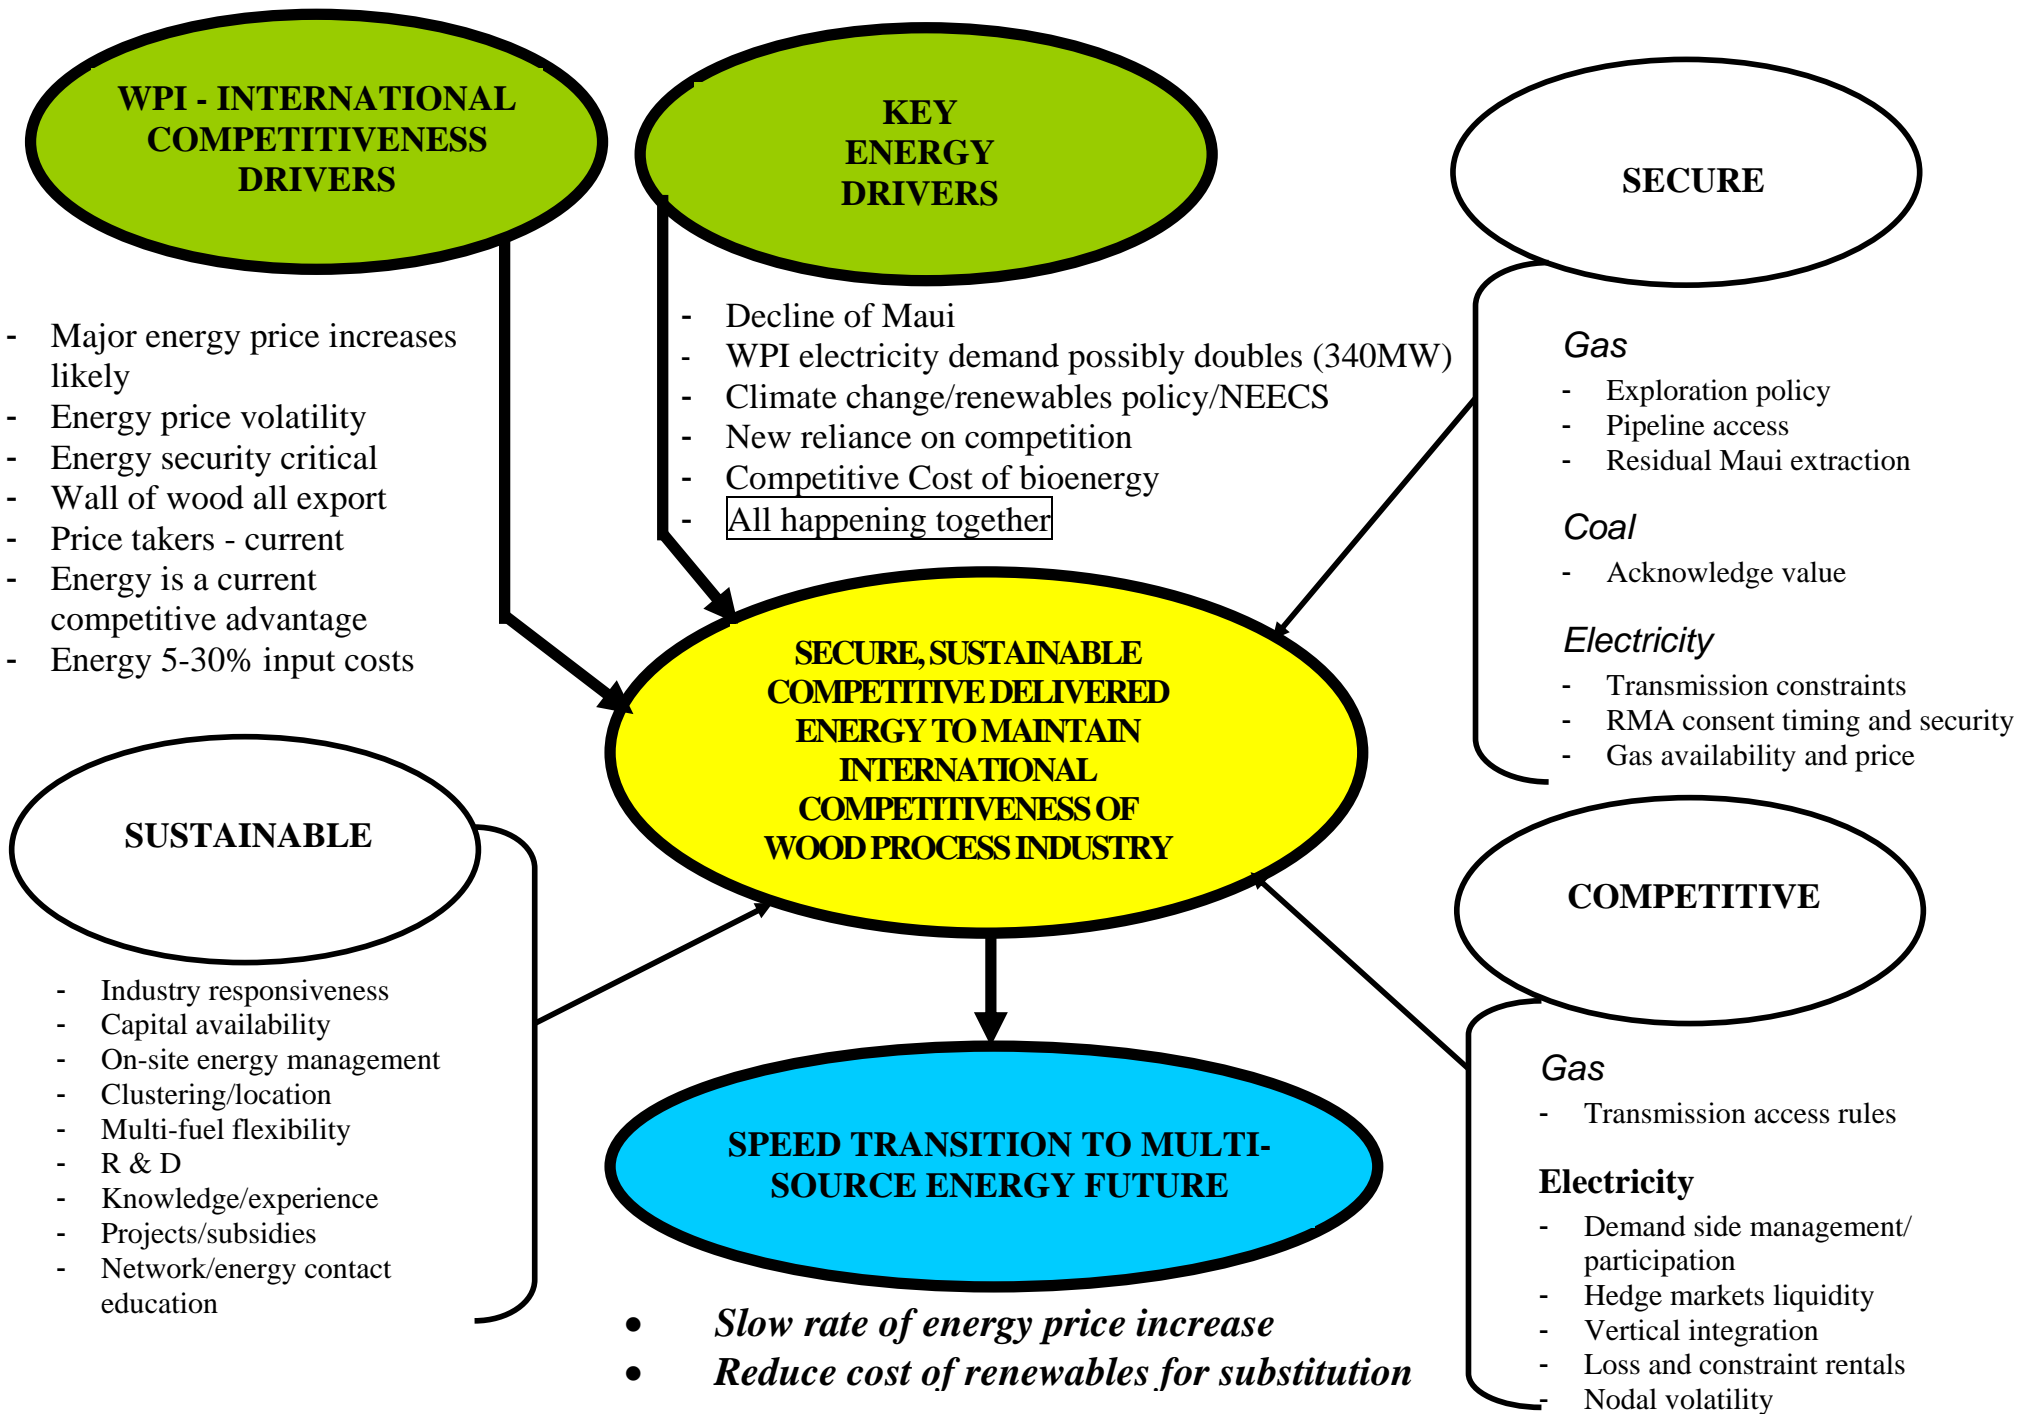 WPI - INTERNATIONAL
COMPETITIVENESS
DRIVERS
- Major energy price increases
likely
- Energy price volatility
- Energy security critical
- Wall of wood all export
- Price takers - current
- Energy is a current
competitive advantage
- Energy 5-30% input costs
KEY
ENERGY
DRIVERS
- Decline of Maui
- WPI electricity demand possibly doubles (340MW)
- Climate change/renewables policy/NEECS
- New reliance on competition
- Competitive Cost of bioenergy
- All happening together
SECURE
Gas
- Exploration policy
- Pipeline access
- Residual Maui extraction
Coal
- Acknowledge value
Electricity
- Transmission constraints
- RMA consent timing and security
- Gas availability and price
SECURE, SUSTAINABLE
COMPETITIVE DELIVERED
ENERGY TO MAINTAIN
INTERNATIONAL
COMPETITIVENESS OF
WOOD PROCESS INDUSTRY
SUSTAINABLE
- Industry responsiveness
- Capital availability
- On-site energy management
- Clustering/location
- Multi-fuel flexibility
- R & D
- Knowledge/experience
- Projects/subsidies
- Network/energy contact
education
COMPETITIVE
Gas
- Transmission access rules
Electricity
- Demand side management/
participation
- Hedge markets liquidity
- Vertical integration
- Loss and constraint rentals
- Nodal volatility
SPEED TRANSITION TO MULTI-
SOURCE ENERGY FUTURE
• Slow rate of energy price increase
• Reduce cost of renewables for substitution